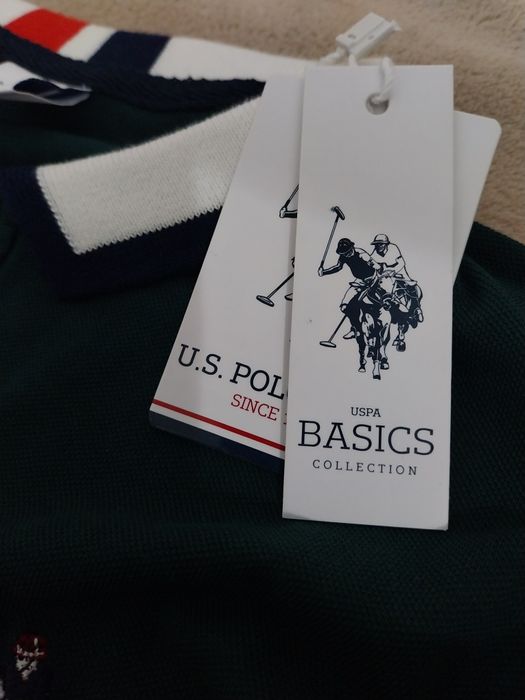 U.S. POL
SINCE
USPA
BASICS
COLLECTION